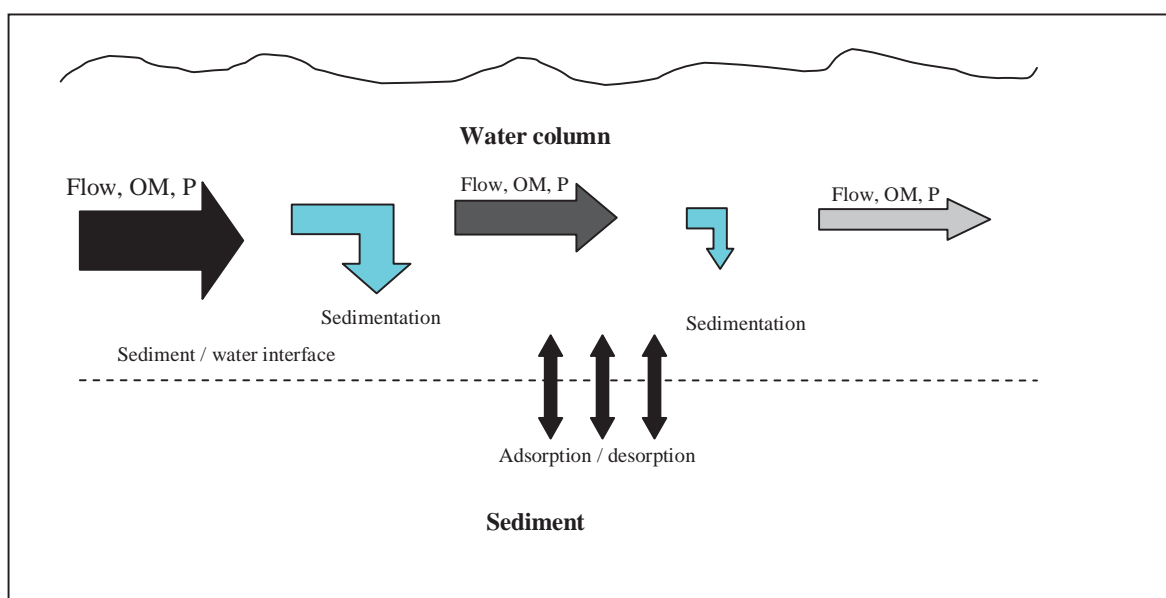 Water column
Flow, OM, P
Flow, OM, P
Flow, OM, P
Sedimentation
Sedimentation
Sediment / water interface
Adsorption / desorption
Sediment